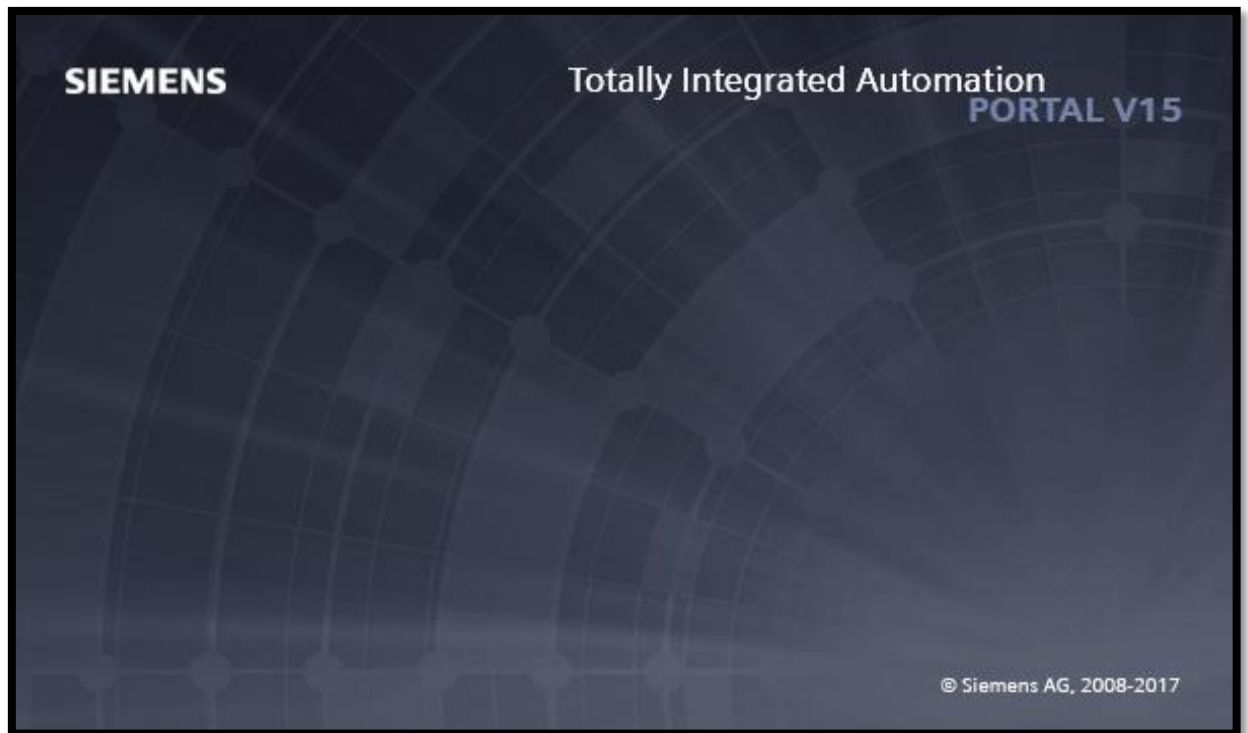 SIEMENS
Totally Integrated Automation
PORTAL V15
© Siemens AG, 2008-2017